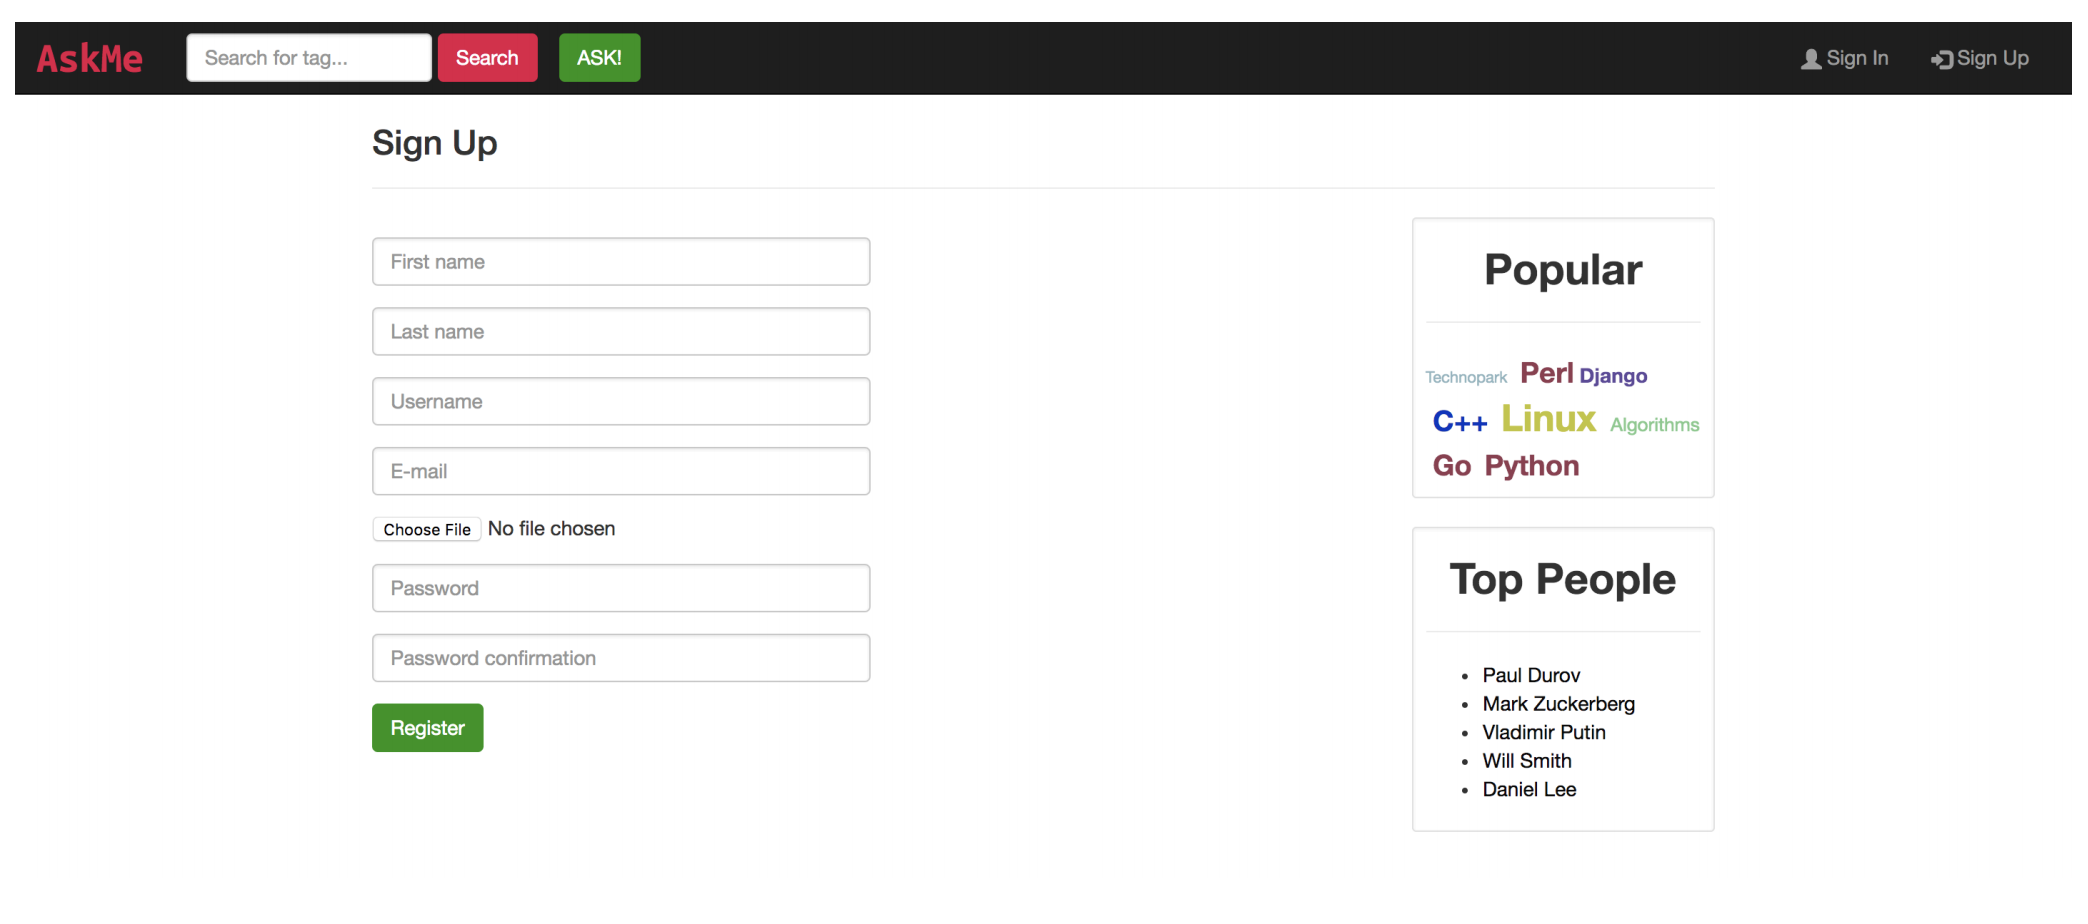 AskMe Search for tag... Search ASK! Sign In Sign Up
Sign Up
First name
Last name
Username
E-mail
Choose File No file chosen
Password
Password confirmation
Register
Popular
Technopark Perl Django
C++ Linux Algorithms
Go Python
Top People
Paul Durov
Mark Zuckerberg
Vladimir Putin
Will Smith
Daniel Lee